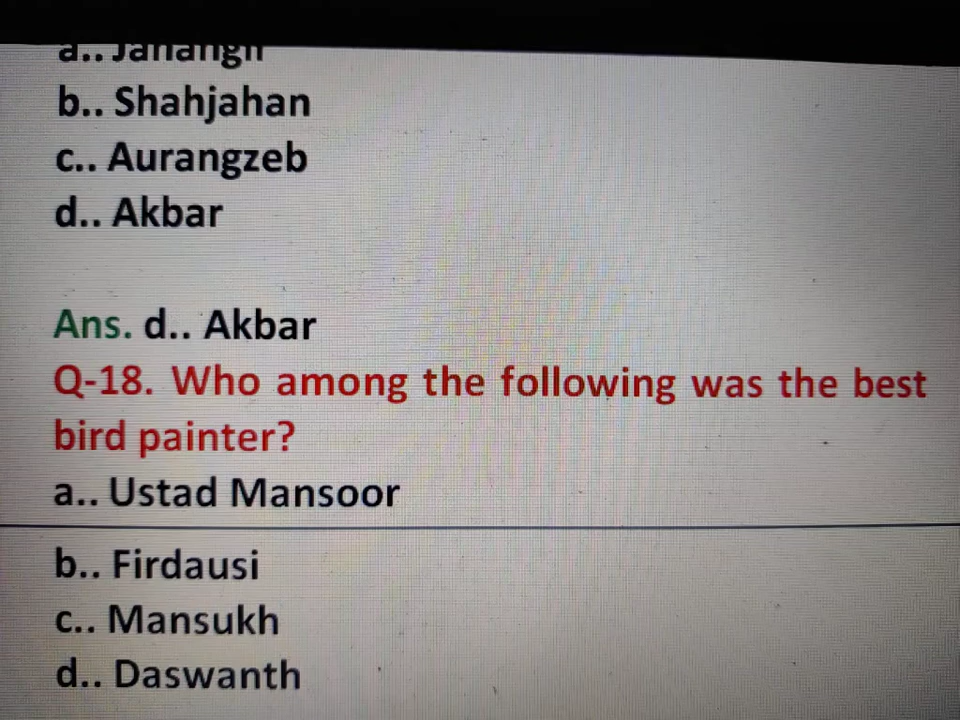 a.. Jahangir
b.. Shahjahan
c.. Aurangzeb
d.. Akbar
Ans. d.. Akbar
Q-18. Who among the following was the best
bird painter?
a.. Ustad Mansoor
b.. Firdausi
c.. Mansukh
d.. Daswanth